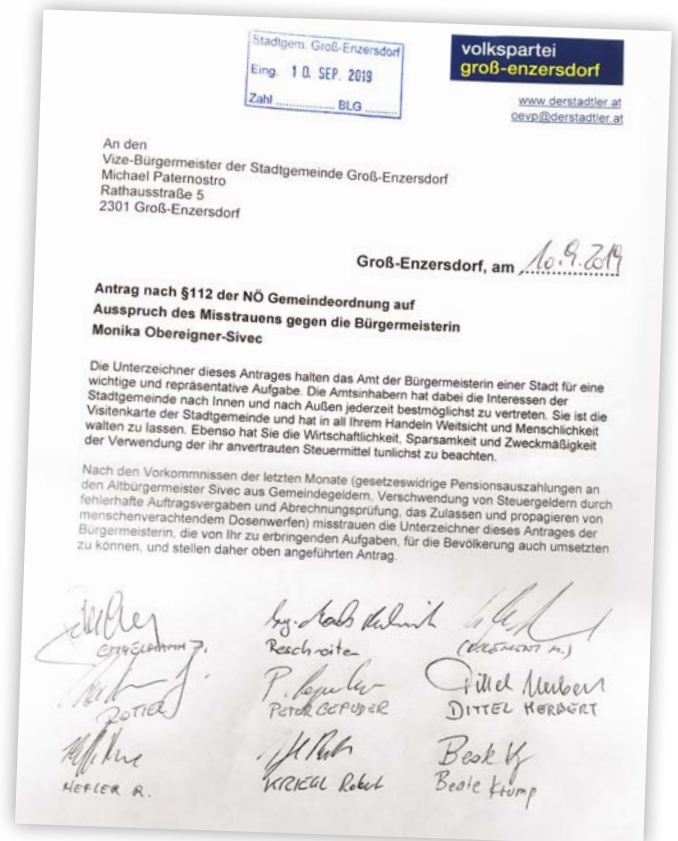 Stadtgem. Groß-Enzersdorf
Eing. 10. SEP. 2019
Zahl ................ BLG .........
volkspartei
groß-enzersdorf
www.derstadtler.at
oevp@derstadtler.at
An den
Vize-Bürgermeister der Stadtgemeinde Groß-Enzersdorf
Michael Paternostro
Rathausstraße 5
2301 Groß-Enzersdorf
Groß-Enzersdorf, am 10.9.2019
Antrag nach §112 der NÖ Gemeindeordnung auf
Ausspruch des Misstrauens gegen die Bürgermeisterin
Monika Obereigner-Sivec
Die Unterzeichner dieses Antrages halten das Amt der Bürgermeisterin einer Stadt für eine
wichtige und repräsentative Aufgabe. Die Amtsinhabern hat dabei die Interessen der
Stadtgemeinde nach Innen und nach Außen jederzeit bestmöglichst zu vertreten. Sie ist die
Visitenkarte der Stadtgemeinde und hat in all Ihrem Handeln Weitsicht und Menschlichkeit
walten zu lassen. Ebenso hat Sie die Wirtschaftlichkeit, Sparsamkeit und Zweckmäßigkeit
der Verwendung der ihr anvertrauten Steuermittel tunlichst zu beachten.
Nach den Vorkommnissen der letzten Monate (gesetzeswidrige Pensionsauszahlungen an
den Altbürgermeister Sivec aus Gemeindegeldern, Verschwendung von Steuergeldern durch
fehlerhafte Auftragsvergaben und Abrechnungsprüfung, das Zulassen und propagieren von
menschenverachtendem Dosenwerfen) misstrauen die Unterzeichner dieses Antrages der
Bürgermeisterin, die von Ihr zu erbringenden Aufgaben, für die Bevölkerung auch umsetzten
zu können, und stellen daher oben angeführten Antrag.
PETER CEPUDER
DITTEL HERBERT
HEFLER R.
KRIEGL Robert
Beate Krump